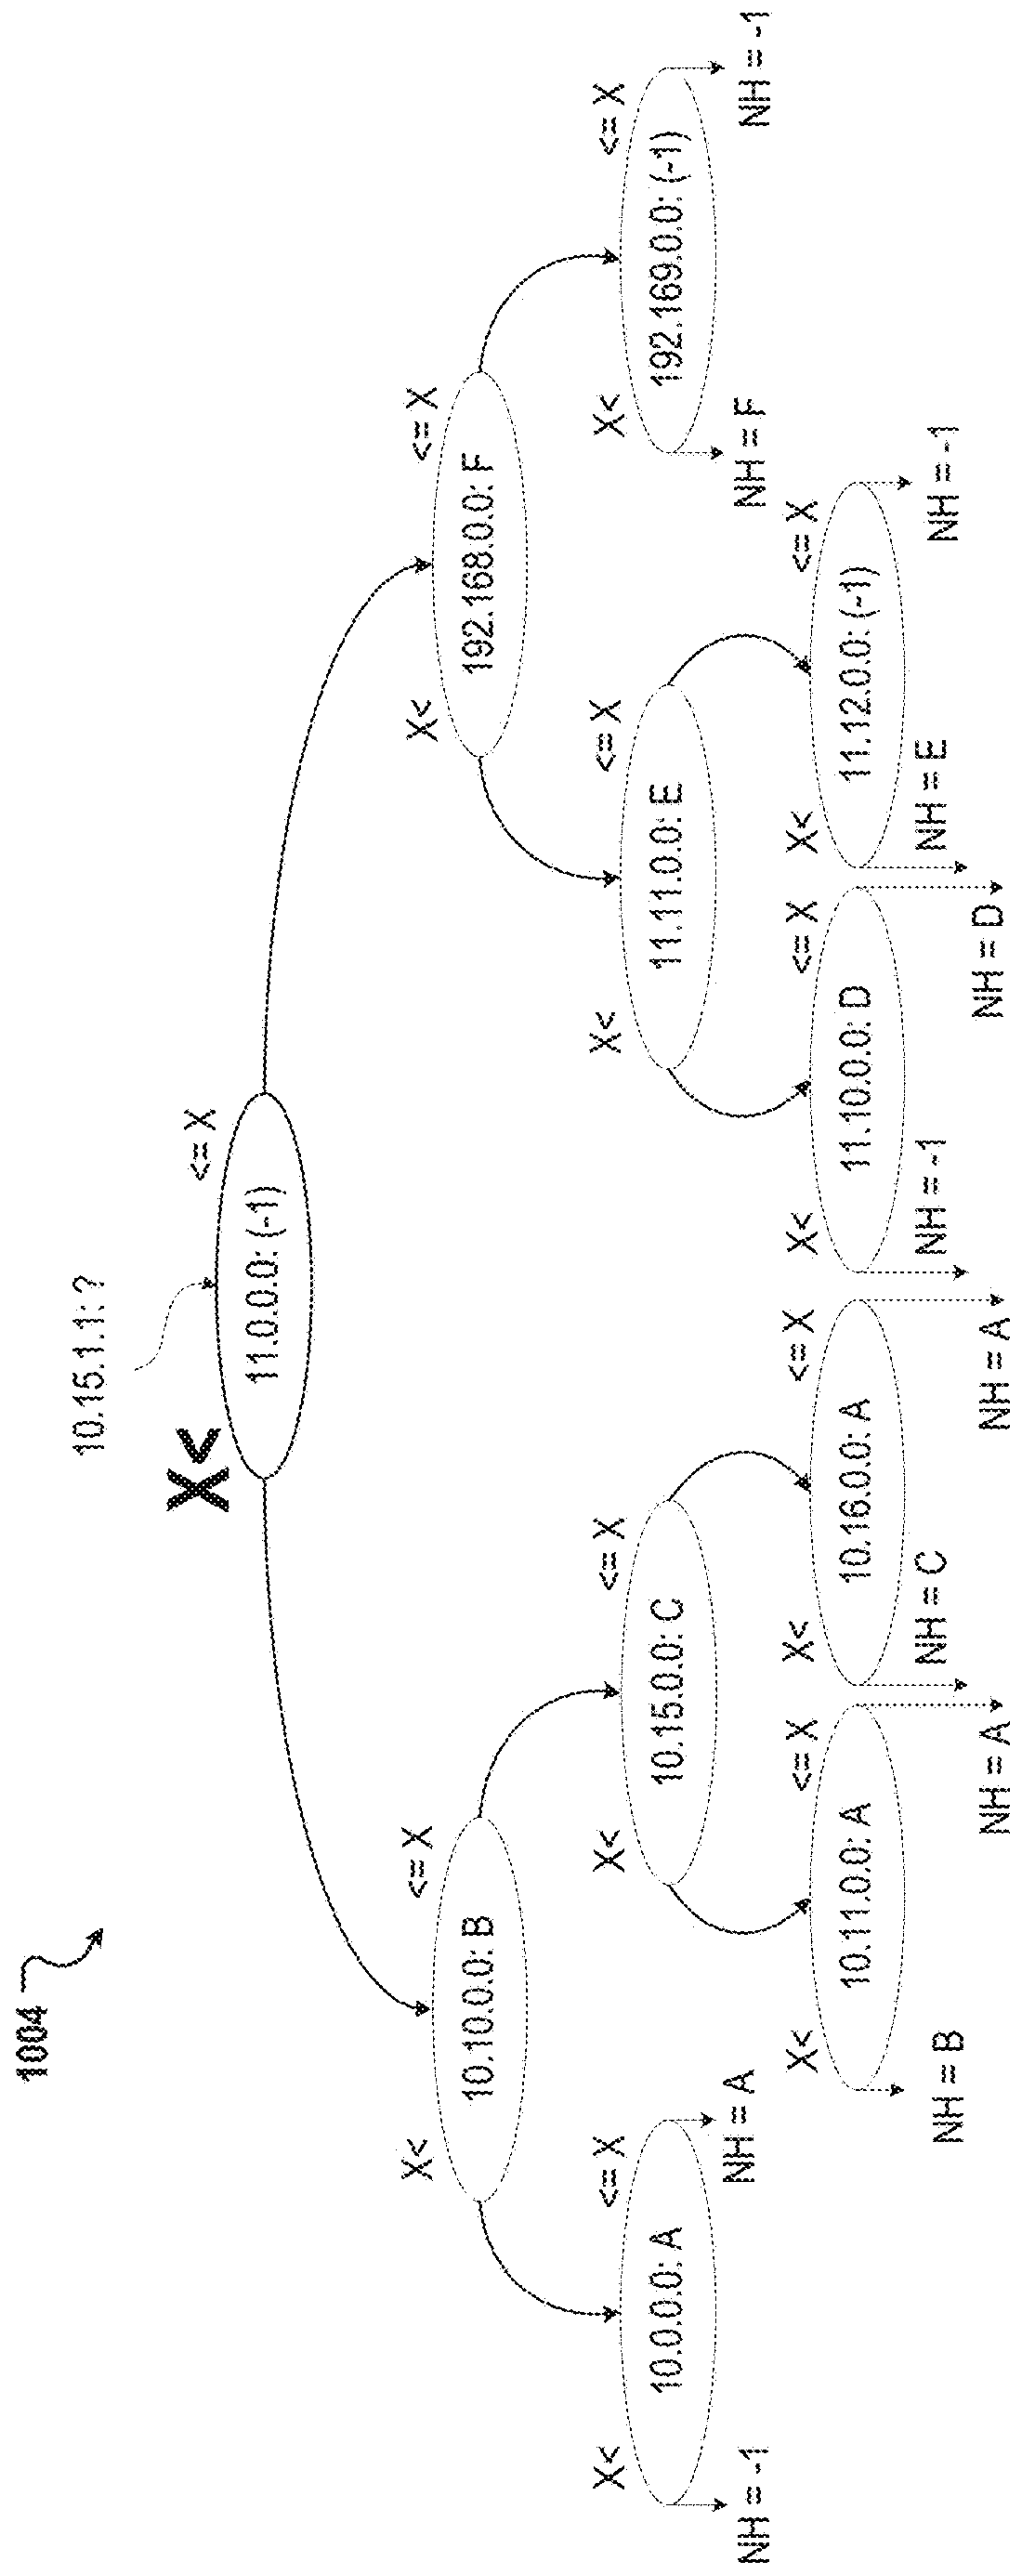 1004
10.15.1.1: ?
X<
<= X
11.0.0.0: (-1)
X<
<= X
10.10.0.0: B
X<
<= X
192.168.0.0: F
X<
<= X
10.0.0.0: A
NH = -1
NH = A
X<
<= X
10.15.0.0: C
X<
<= X
11.11.0.0: E
X<
<= X
192.169.0.0: (-1)
NH = F
NH = -1
X<
<= X
10.11.0.0: A
NH = B
NH = A
X<
<= X
10.16.0.0: A
NH = C
NH = A
X<
<= X
11.10.0.0: D
NH = -1
NH = D
X<
<= X
11.12.0.0: (-1)
NH = E
NH = -1